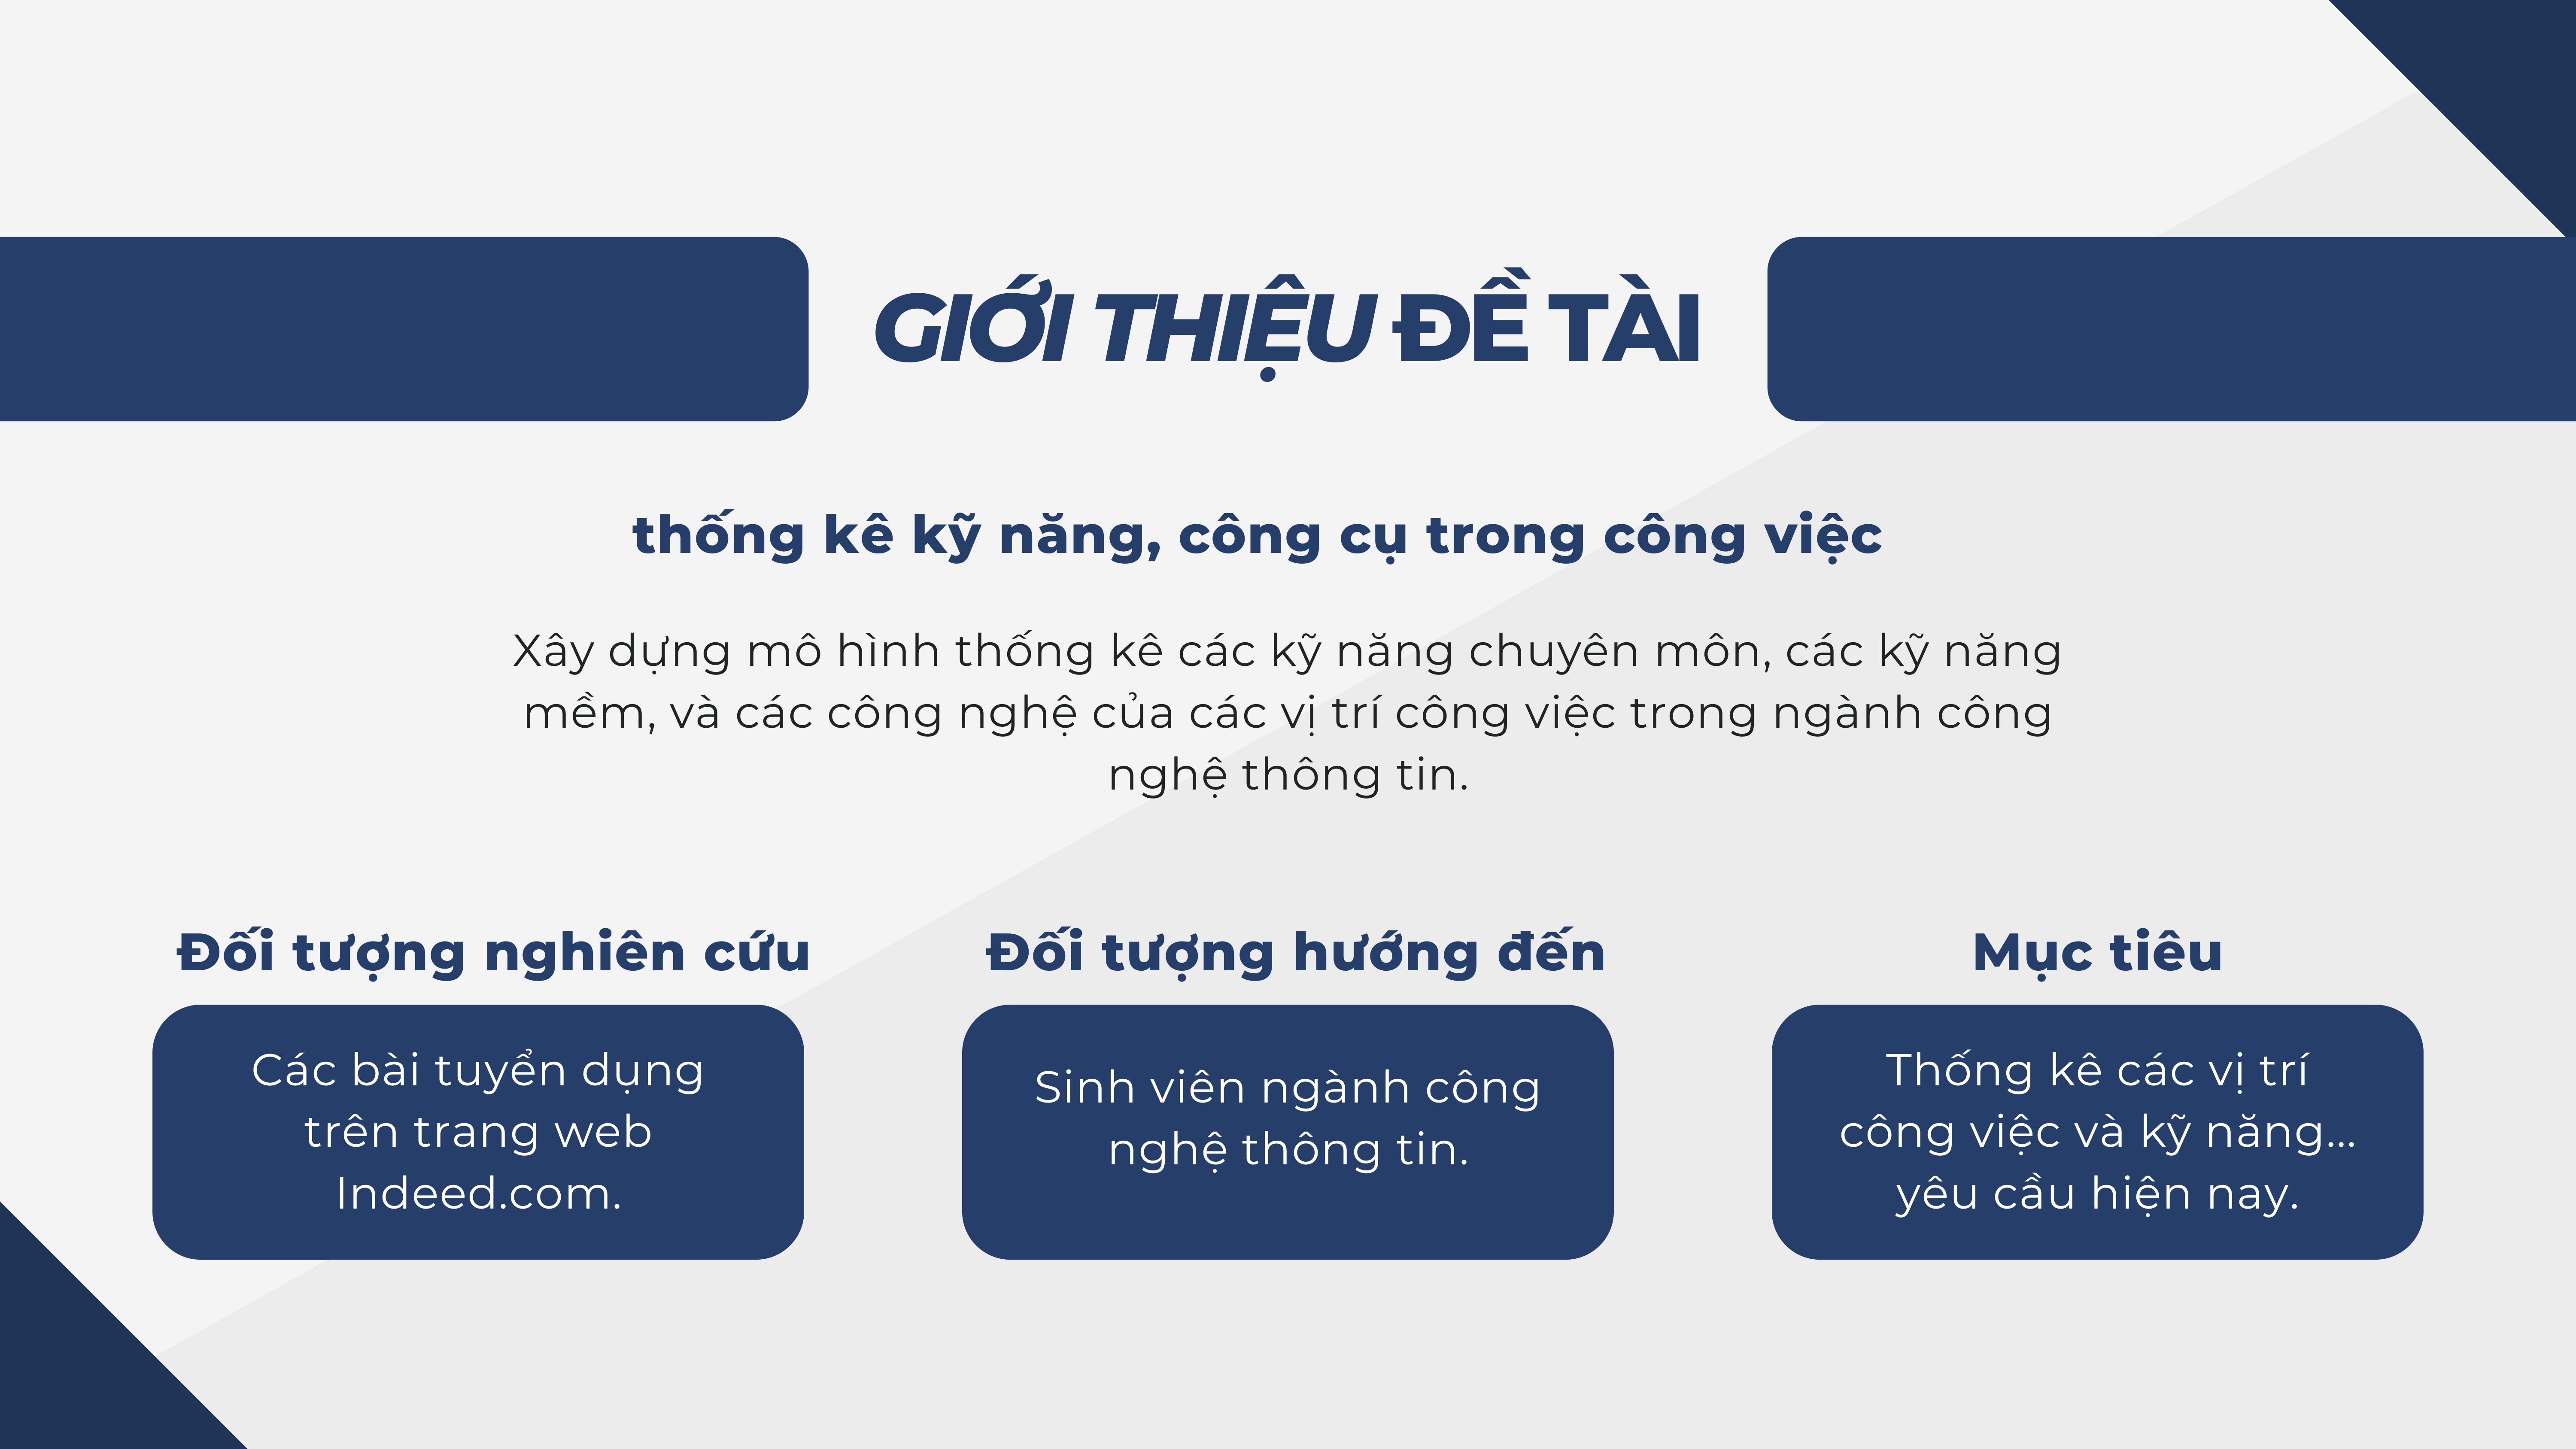 GIỚI THIỆU ĐỀ TÀI
thống kê kỹ năng, công cụ trong công việc
Xây dựng mô hình thống kê các kỹ năng chuyên môn, các kỹ năng
mềm, và các công nghệ của các vị trí công việc trong ngành công
nghệ thông tin.
Đối tượng nghiên cứu
Các bài tuyển dụng
trên trang web
Indeed.com.
Đối tượng hướng đến
Sinh viên ngành công
nghệ thông tin.
Mục tiêu
Thống kê các vị trí
công việc và kỹ năng...
yêu cầu hiện nay.